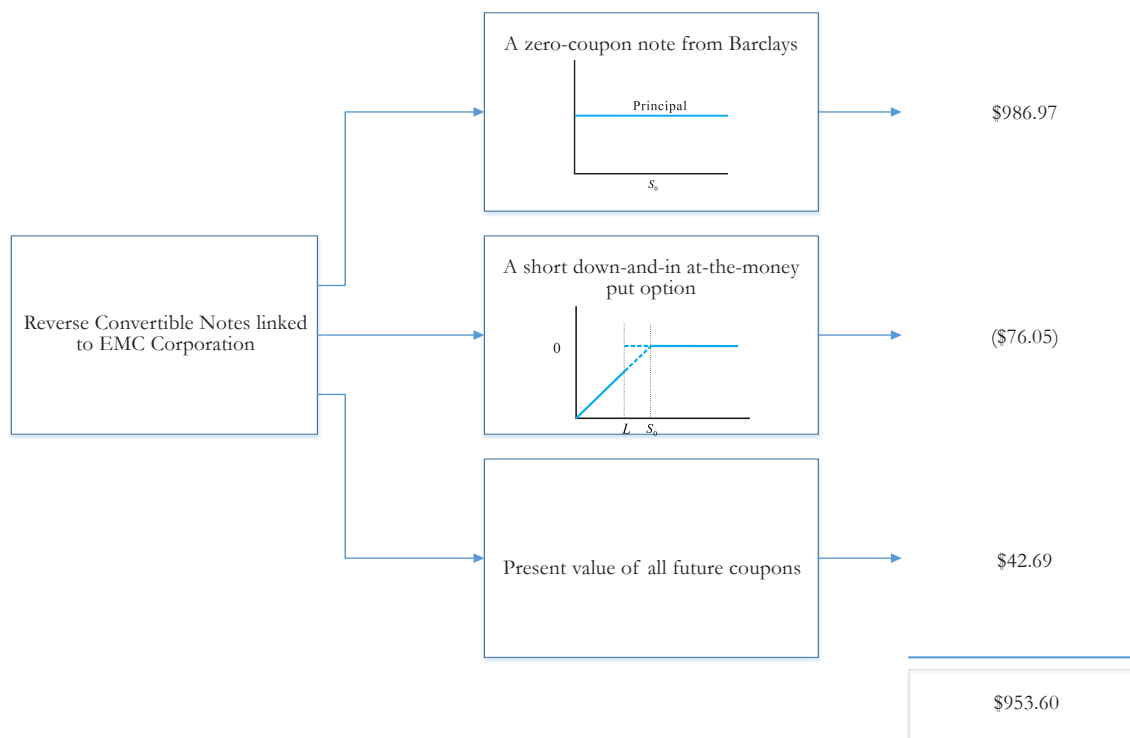 A zero-coupon note from Barclays
Principal
S₀
$986.97
Reverse Convertible Notes linked
to EMC Corporation
A short down-and-in at-the-money
put option
0
L S₀
($76.05)
Present value of all future coupons
$42.69
$953.60